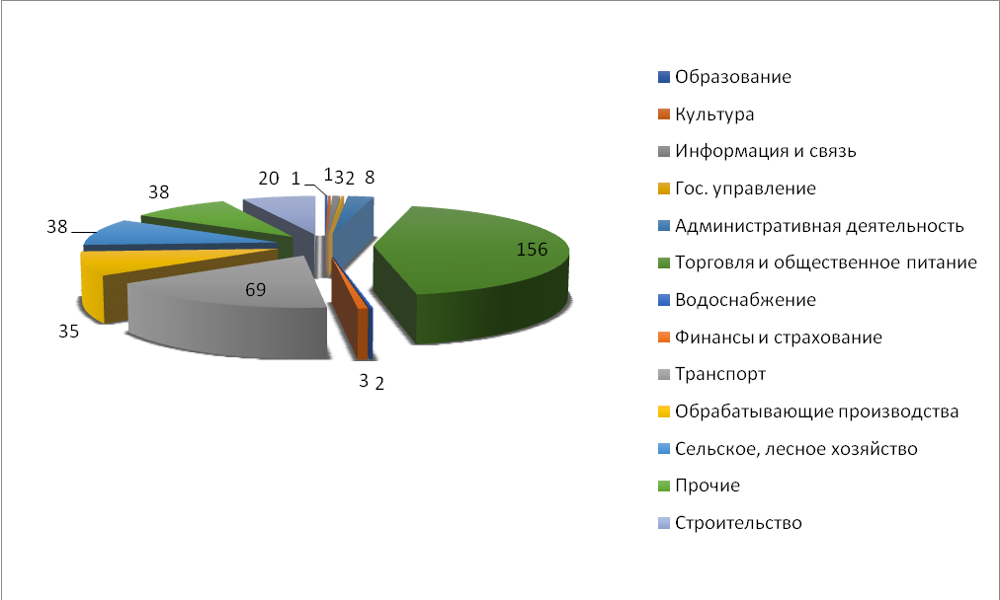 20 1 1 3 2 8
38
156
38
69
35
3 2
Образование
Культура
Информация и связь
Гос. управление
Административная деятельность
Торговля и общественное питание
Водоснабжение
Финансы и страхование
Транспорт
Обрабатывающие производства
Сельское, лесное хозяйство
Прочие
Строительство